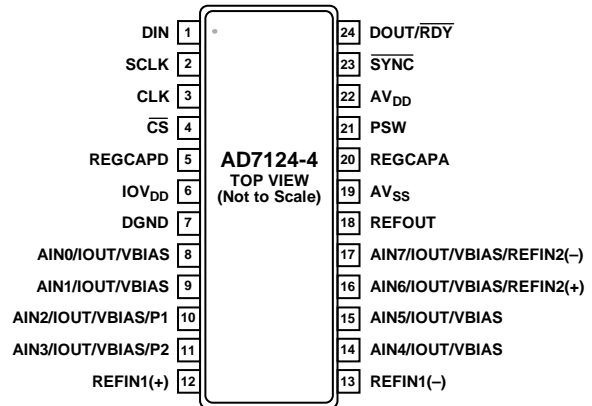 DIN 1
SCLK 2
CLK 3
CS 4
REGCAPD 5
IOVDD 6
DGND 7
AIN0/IOUT/VBIAS 8
AIN1/IOUT/VBIAS 9
AIN2/IOUT/VBIAS/P1 10
AIN3/IOUT/VBIAS/P2 11
REFIN1(+) 12
AD7124-4
TOP VIEW
(Not to Scale)
24 DOUT/RDY
23 SYNC
22 AVDD
21 PSW
20 REGCAPA
19 AVSS
18 REFOUT
17 AIN7/IOUT/VBIAS/REFIN2(–)
16 AIN6/IOUT/VBIAS/REFIN2(+)
15 AIN5/IOUT/VBIAS
14 AIN4/IOUT/VBIAS
13 REFIN1(–)